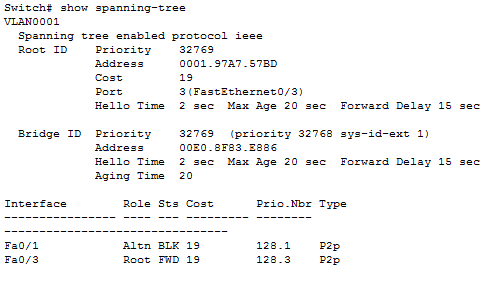 Switch# show spanning-tree
VLAN0001
  Spanning tree enabled protocol ieee
  Root ID    Priority    32769
             Address     0001.97A7.57BD
             Cost        19
             Port        3(FastEthernet0/3)
             Hello Time  2 sec  Max Age 20 sec  Forward Delay 15 sec

  Bridge ID  Priority    32769  (priority 32768 sys-id-ext 1)
             Address     00E0.8F83.E886
             Hello Time  2 sec  Max Age 20 sec  Forward Delay 15 sec
             Aging Time  20

Interface        Role Sts Cost      Prio.Nbr Type
---------------- ---- --- --------- --------
--------------------------------
Fa0/1            Altn BLK 19        128.1    P2p
Fa0/3            Root FWD 19        128.3    P2p